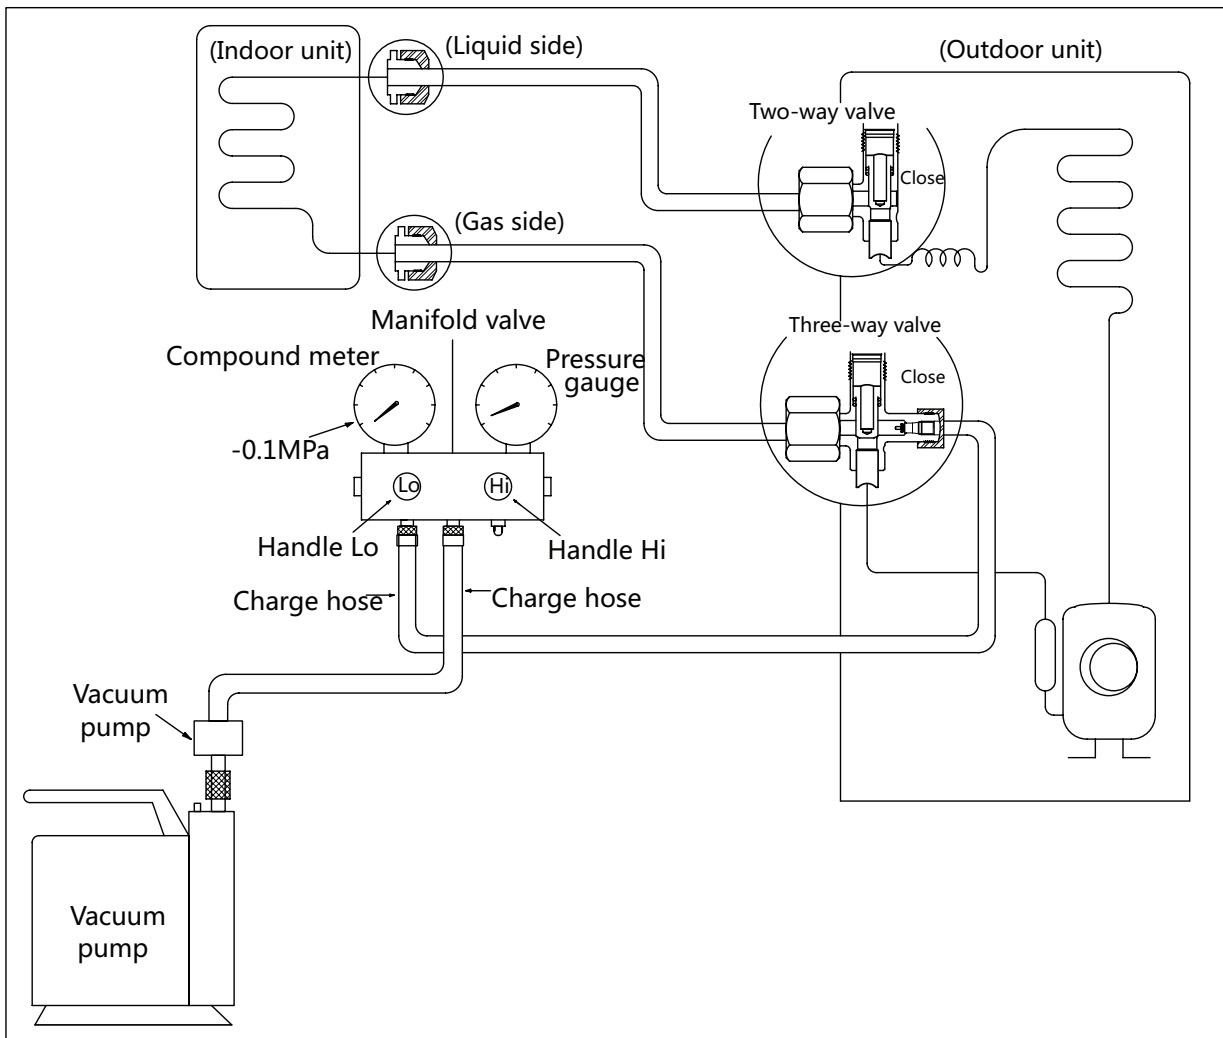 (Indoor unit)
(Liquid side)
(Outdoor unit)
Two-way valve
Close
(Gas side)
Manifold valve
Three-way valve
Compound meter
Pressure
gauge
Close
-0.1MPa
Lo
Hi
Handle Lo
Handle Hi
Charge hose
Charge hose
Vacuum
pump
Vacuum
pump